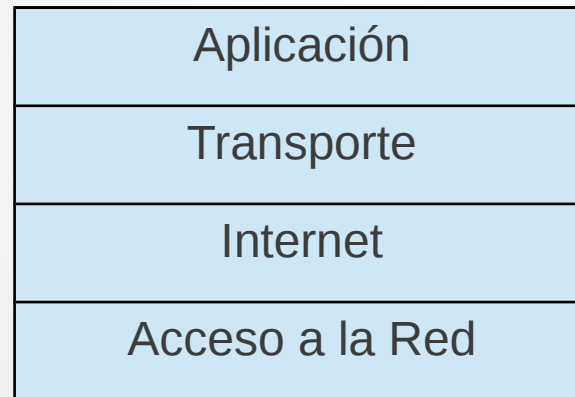 Aplicación
Transporte
Internet
Acceso a la Red